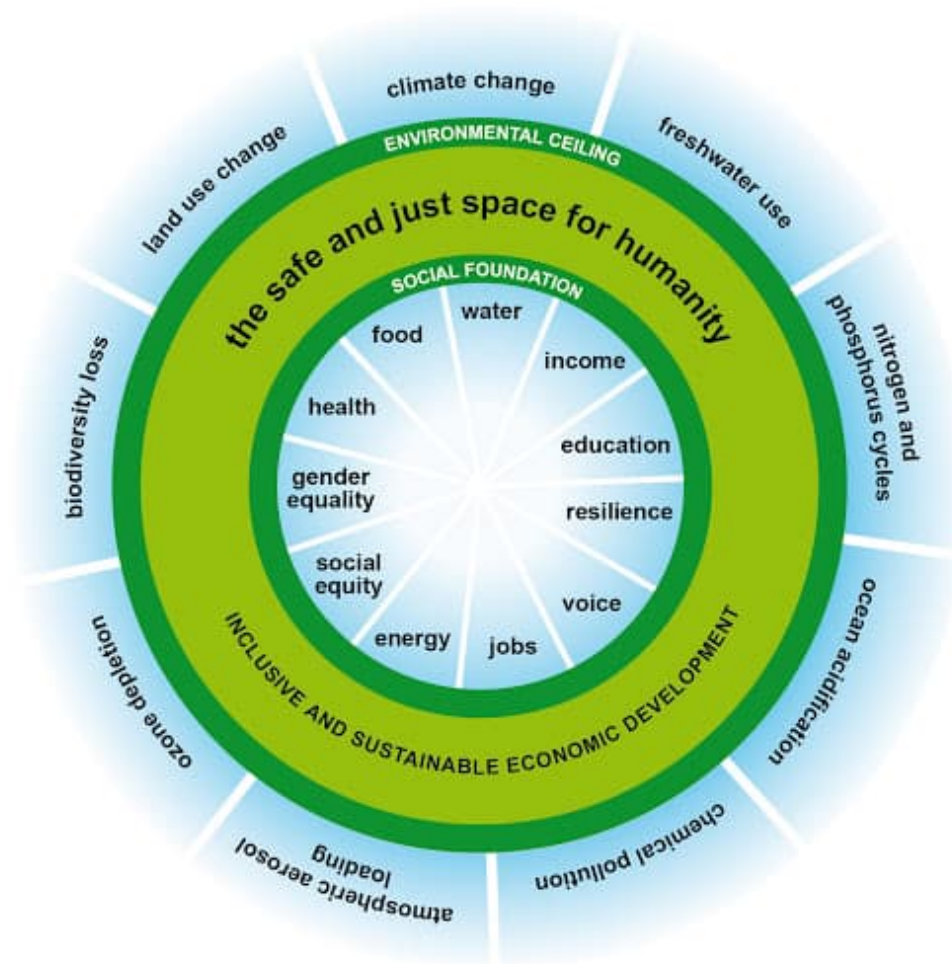 climate change
freshwater use
nitrogen and
phosphorus cycles
ocean acidification
chemical pollution
atmospheric aerosol
loading
ozone depletion
biodiversity loss
land use change
ENVIRONMENTAL CEILING
the safe and just space for humanity
SOCIAL FOUNDATION
water
income
education
resilience
voice
jobs
energy
social
equity
gender
equality
health
food
INCLUSIVE AND SUSTAINABLE ECONOMIC DEVELOPMENT